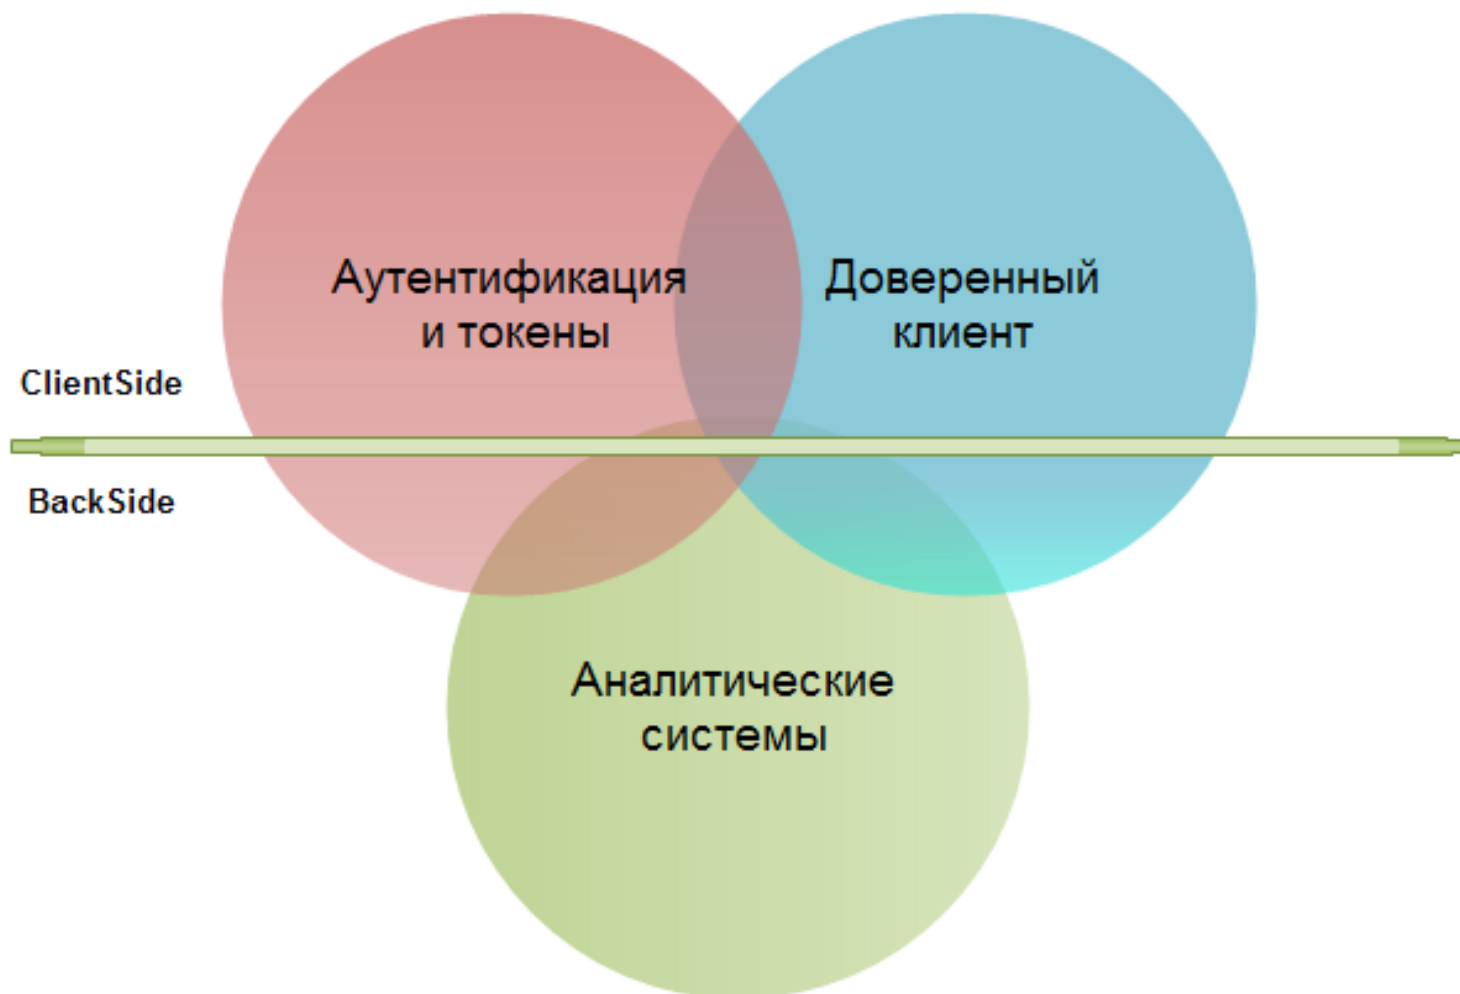 Аутентификация
и токены
Доверенный
клиент
ClientSide
BackSide
Аналитические
системы